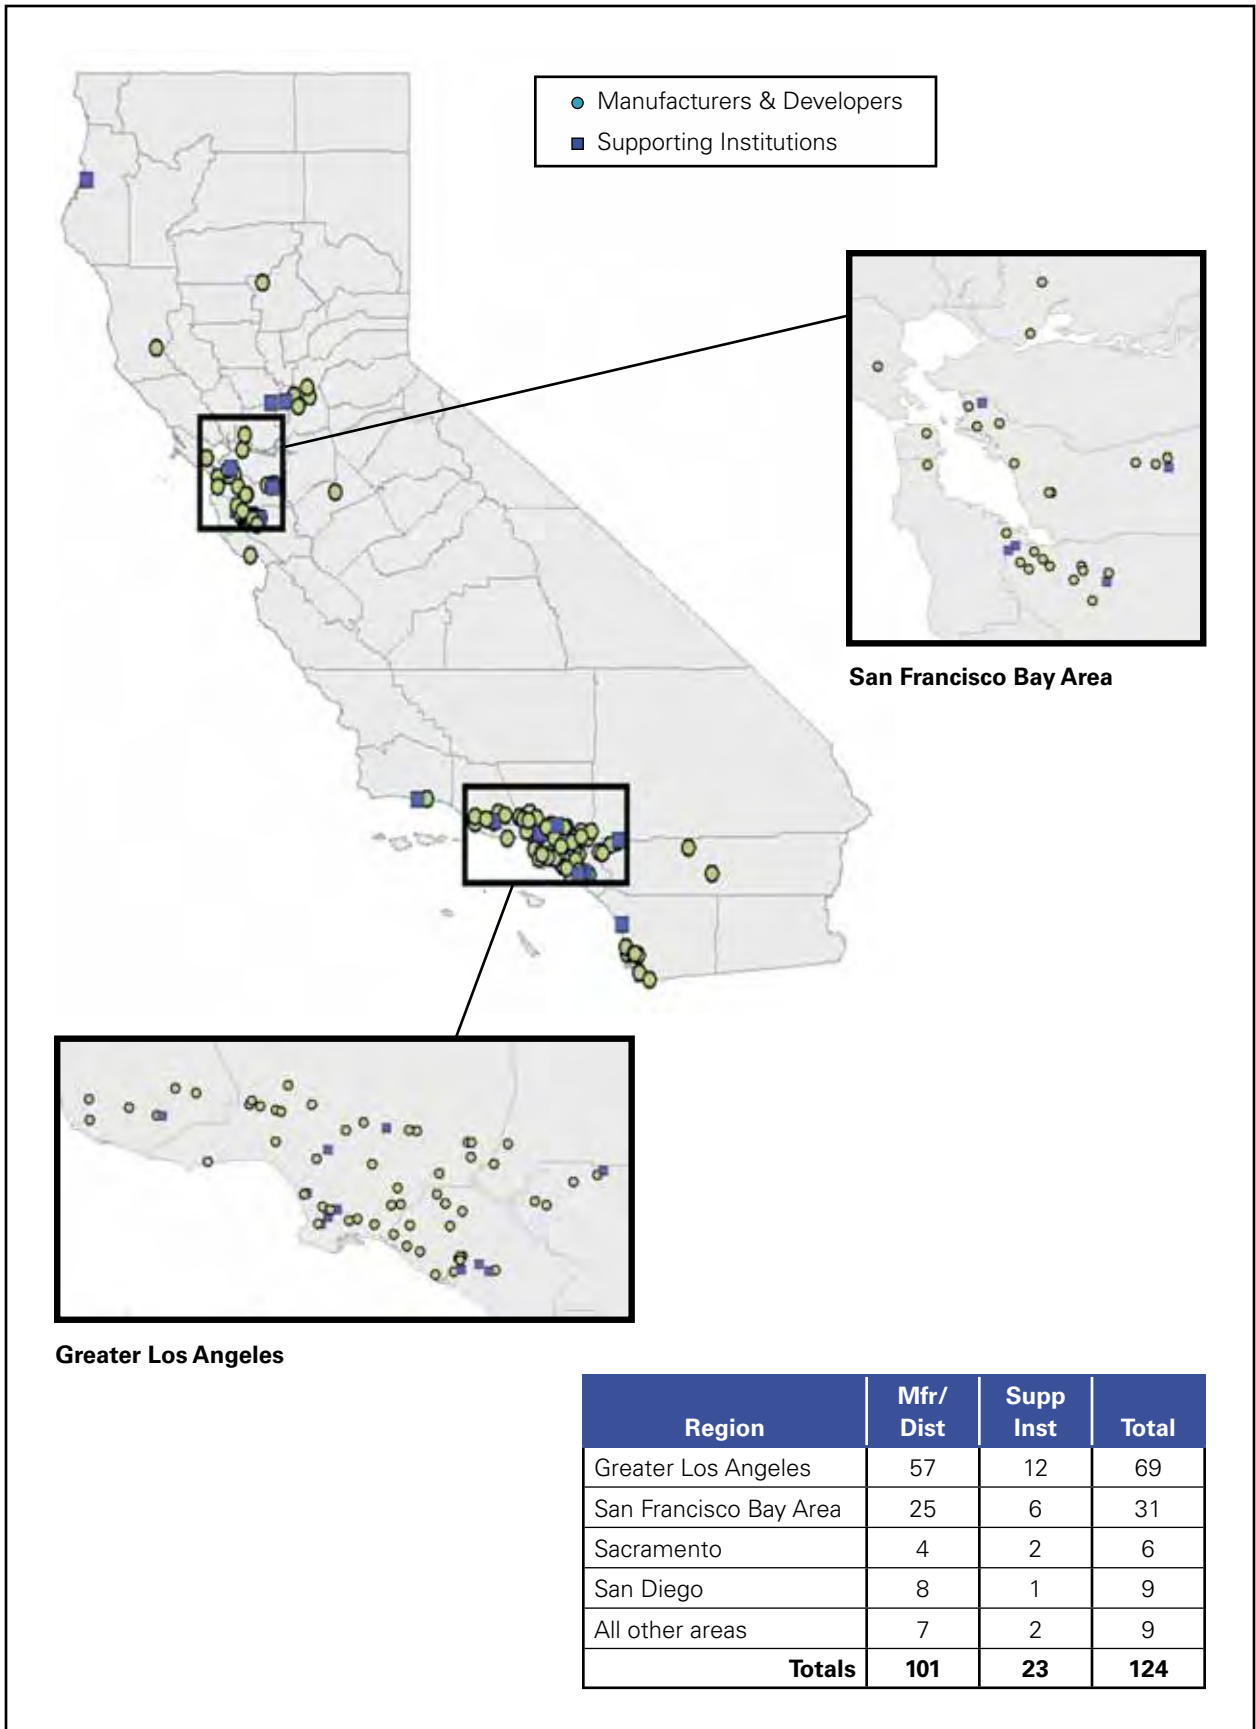 Manufacturers & Developers
Supporting Institutions
San Francisco Bay Area
Greater Los Angeles
Region Mfr/ Dist Supp Inst Total
Greater Los Angeles 57 12 69
San Francisco Bay Area 25 6 31
Sacramento 4 2 6
San Diego 8 1 9
All other areas 7 2 9
Totals 101 23 124